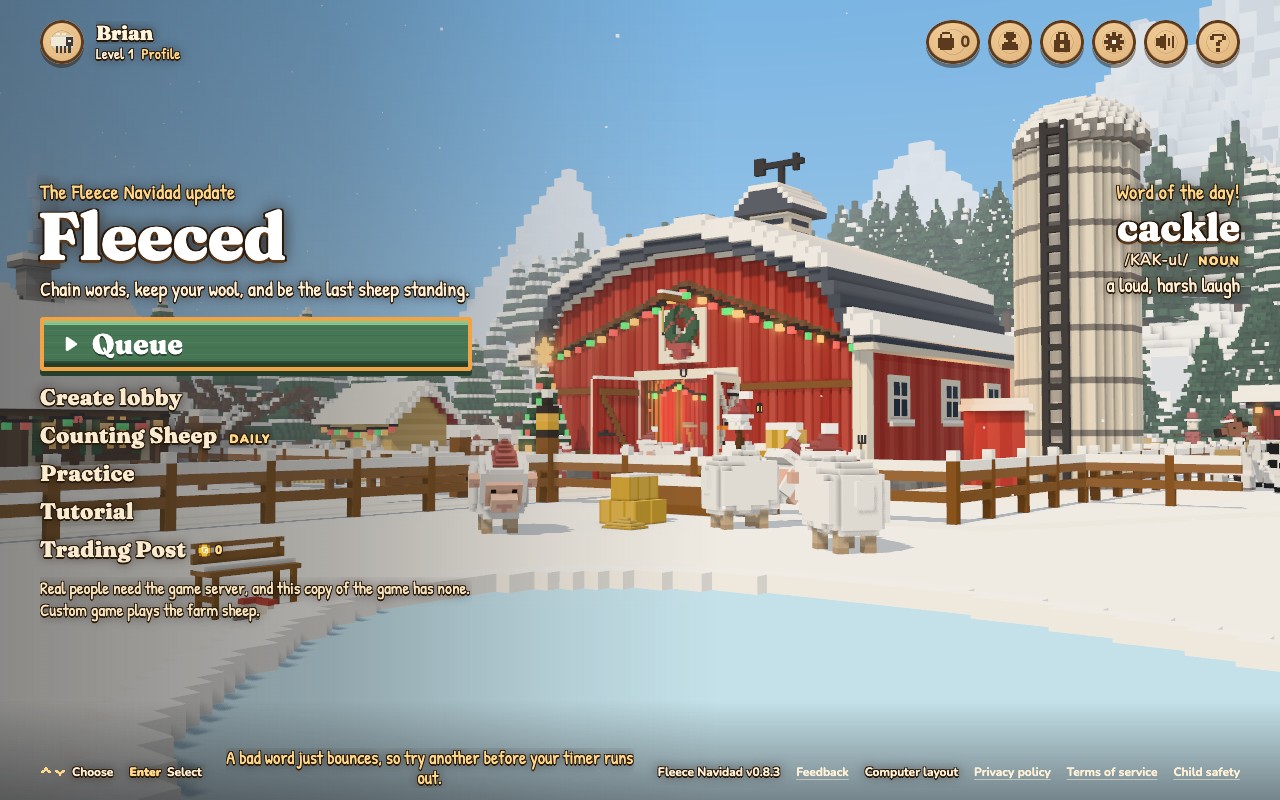 Brian
Level 1 Profile
0
The Fleece Navidad update
Fleeced
Chain words, keep your wool, and be the last sheep standing.
Queue
Create lobby
Counting Sheep DAILY
Practice
Tutorial
Trading Post 0
Real people need the game server, and this copy of the game has none.
Custom game plays the farm sheep.
Word of the day!
cackle
/KAK-ul/ NOUN
a loud, harsh laugh
Choose Enter Select
A bad word just bounces, so try another before your timer runs
out.
Fleece Navidad v0.8.3 Feedback Computer layout Privacy policy Terms of service Child safety